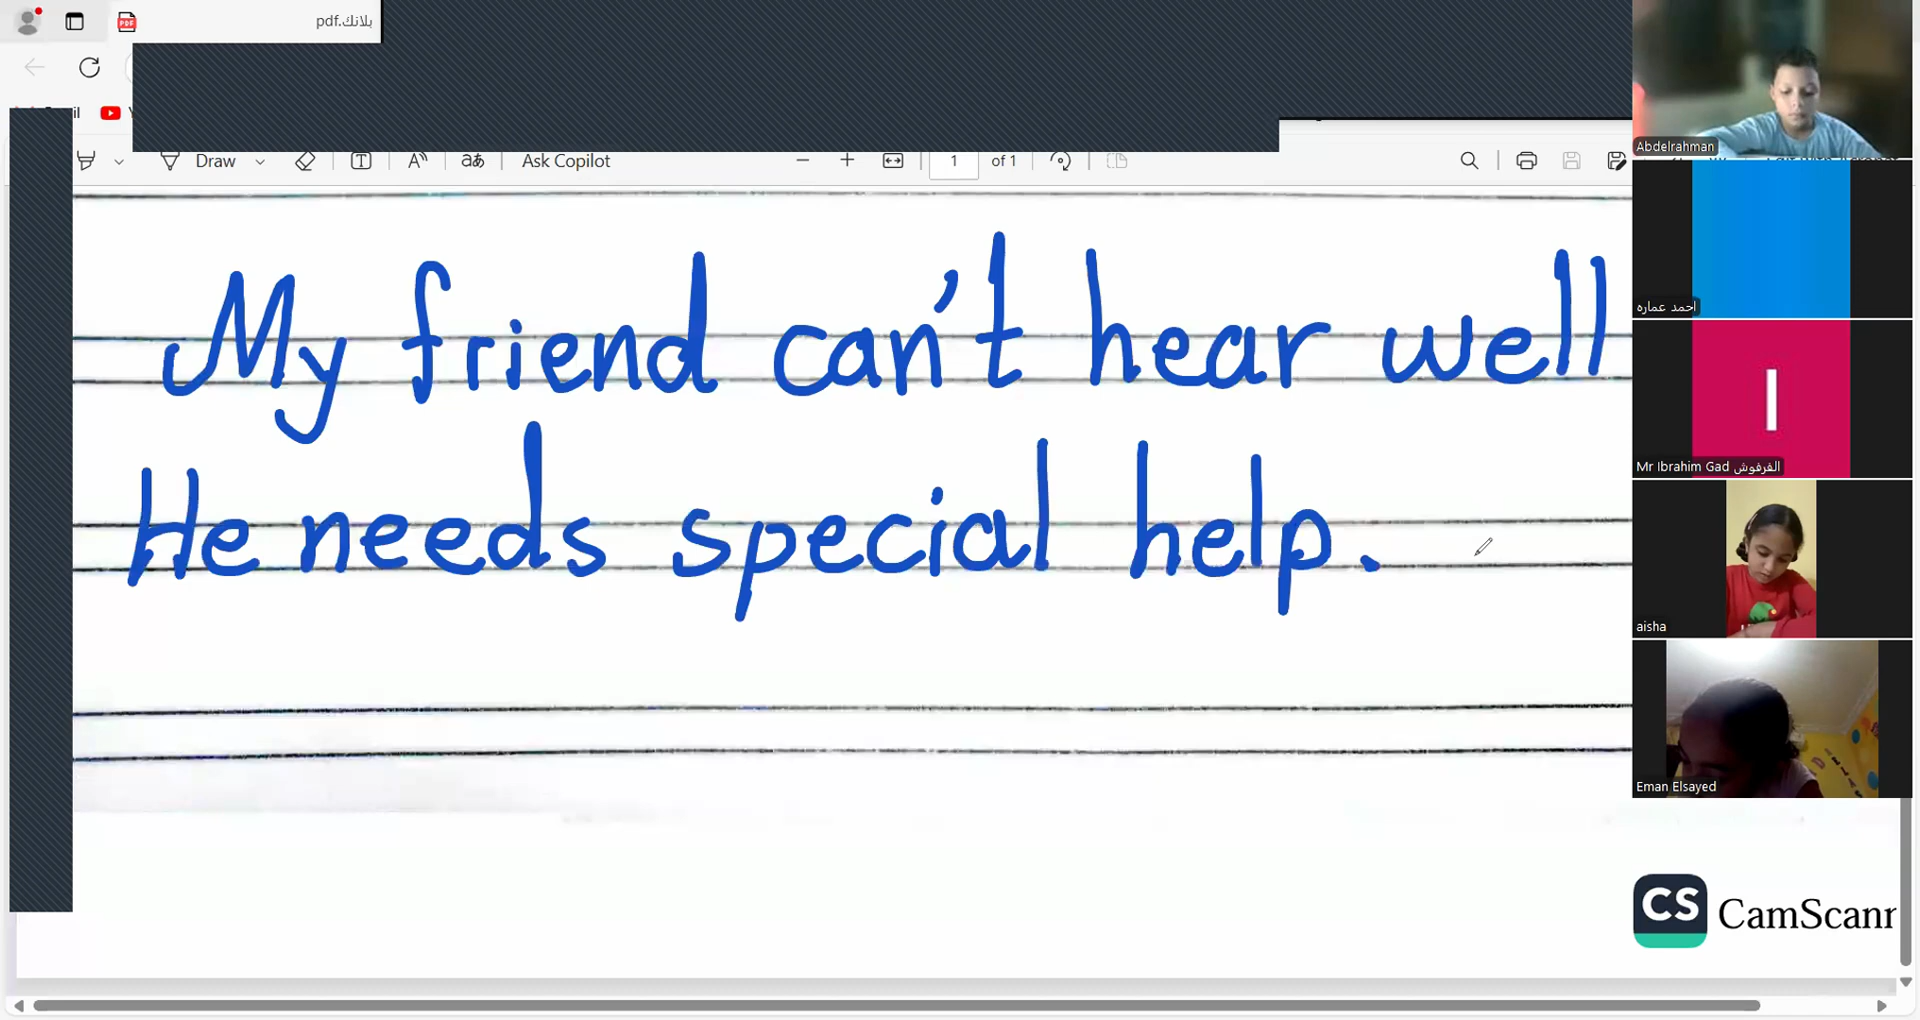 بلانك.pdf
Draw
Ask Copilot
1 of 1
My friend can't hear well
He needs special help.
Abdelrahman
احمد عماره
I
Mr Ibrahim Gad الفرفوش
aisha
Eman Elsayed
CS CamScann